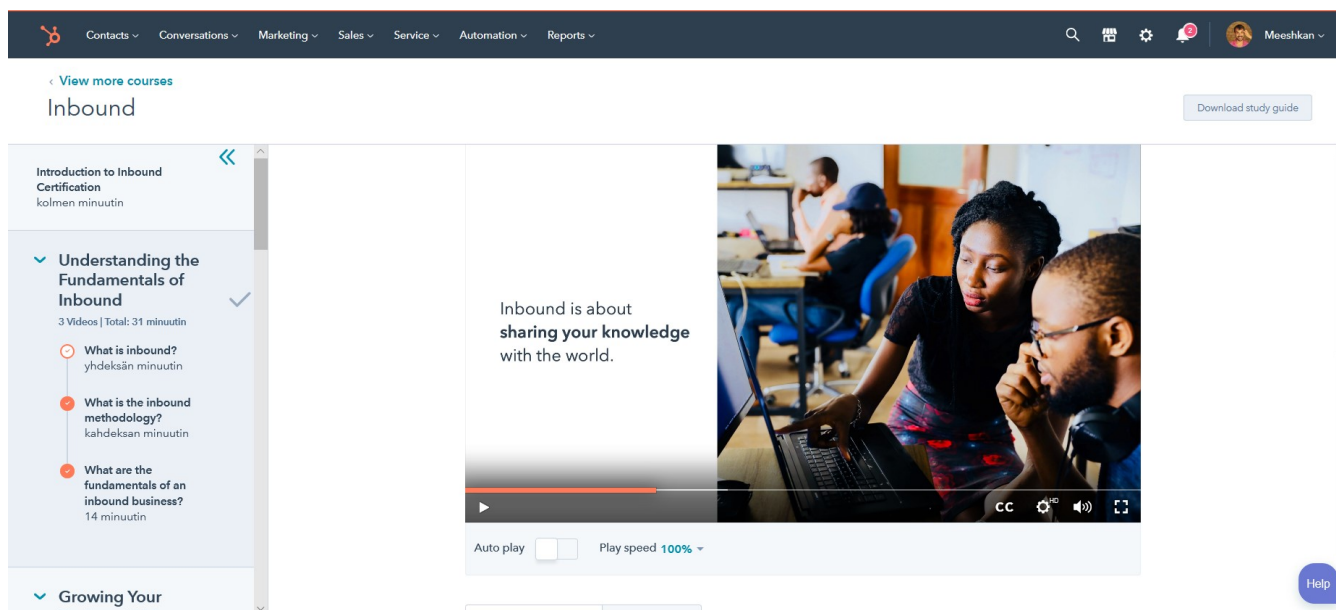 Contacts Conversations Marketing Sales Service Automation Reports 2 Meeshkan
View more courses
Inbound
Download study guide
Introduction to Inbound
Certification
kolmen minuutin
Understanding the
Fundamentals of
Inbound
3 Videos | Total: 31 minuutin
What is inbound?
yhdeksän minuutin
What is the inbound
methodology?
kahdeksan minuutin
What are the
fundamentals of an
inbound business?
14 minuutin
Growing Your
Inbound is about
sharing your knowledge
with the world.
CC HD
Auto play Play speed 100%
Help